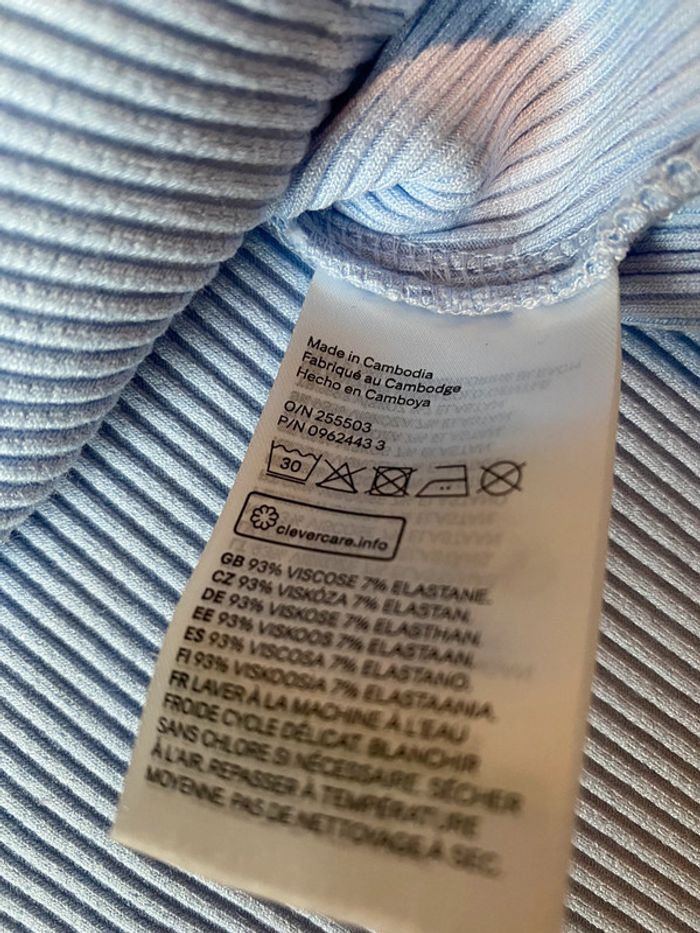 Made in Cambodia
Fabriqué au Cambodge
Hecho en Camboya
O/N 255503
P/N 0962443 3
30
clevercare.info
GB 93% VISCOSE 7% ELASTANE.
CZ 93% VISKÓZA 7% ELASTAN.
DE 93% VISKOSE 7% ELASTHAN.
EE 93% VISKOOS 7% ELASTAAN.
ES 93% VISCOSA 7% ELASTANO.
FI 93% VISKOOSIA 7% ELASTAANIA.
FR LAVER À LA MACHINE À L'EAU
FROIDE CYCLE DÉLICAT. BLANCHIR
SANS CHLORE SI NÉCESSAIRE. SÉCHER
À L'AIR. REPASSER À TEMPÉRATURE
MOYENNE. PAS DE NETTOYAGE À SEC.